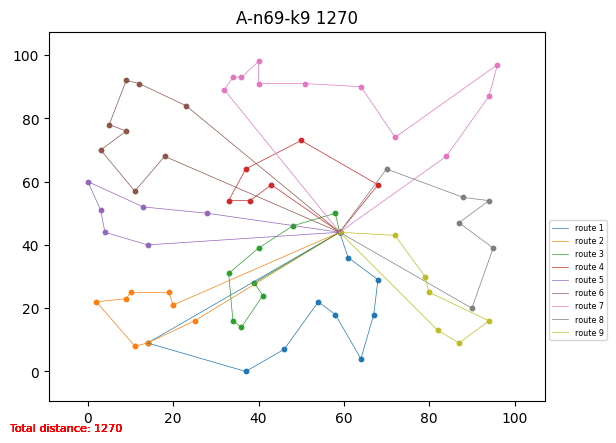 A-n69-k9 1270
100
80
60
40
20
0
0 20 40 60 80 100
route 1
route 2
route 3
route 4
route 5
route 6
route 7
route 8
route 9
Total distance: 1270